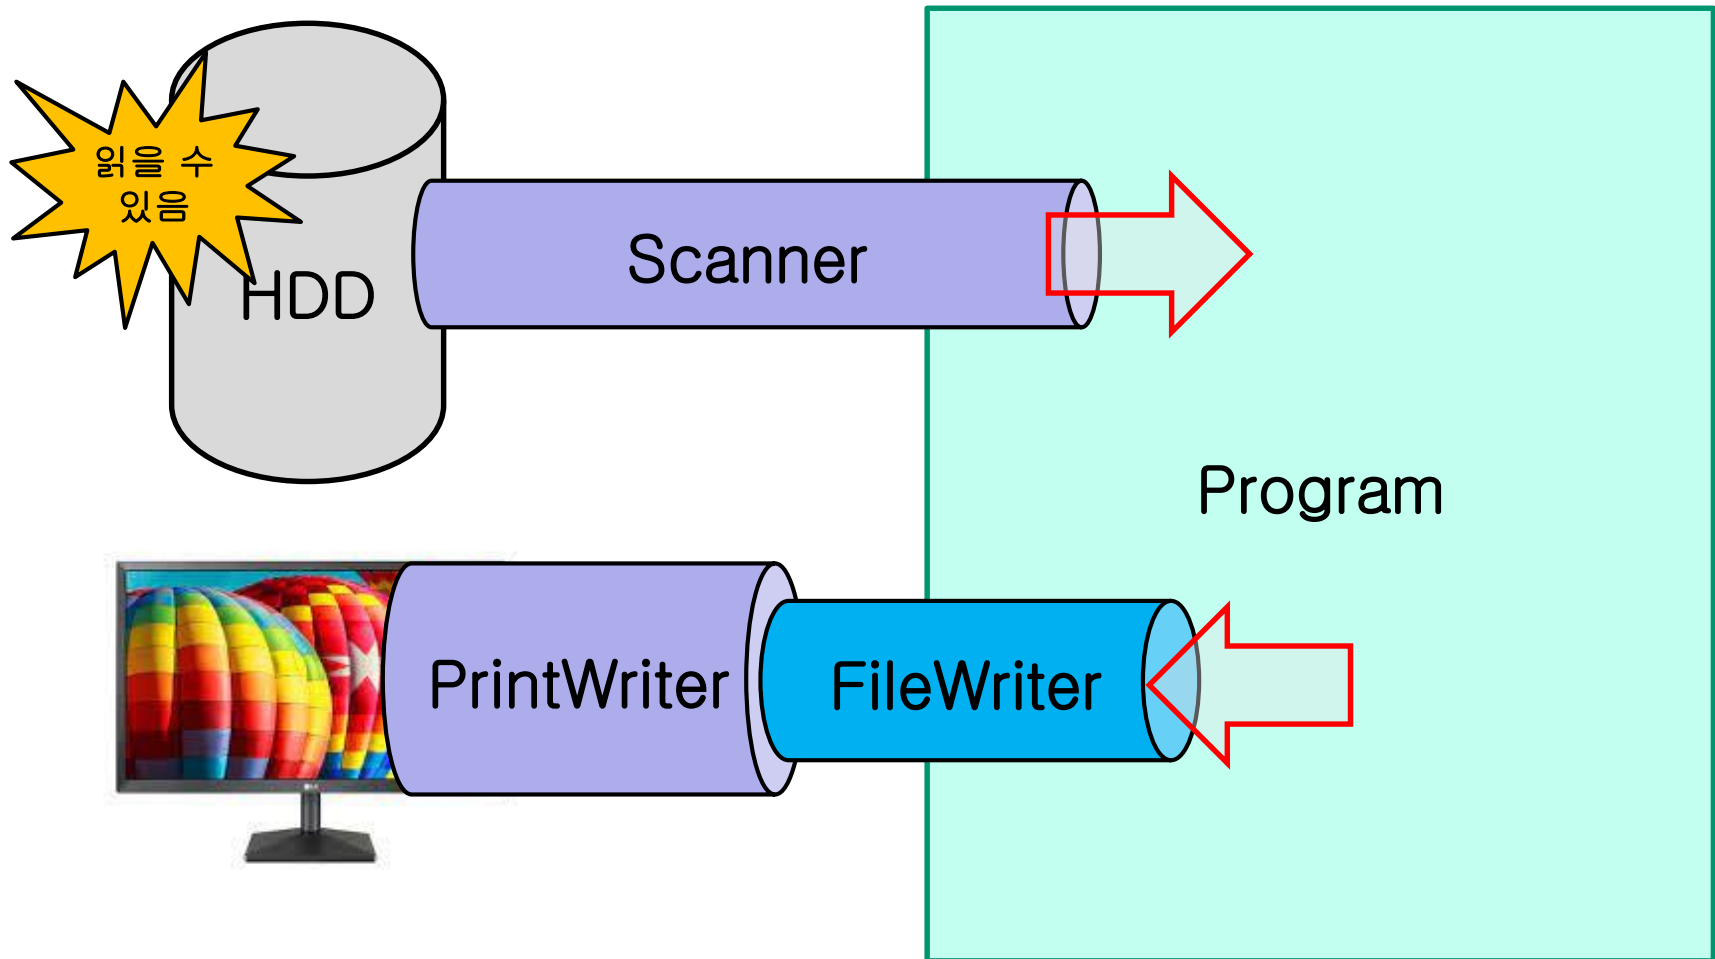 읽을 수
있음
HDD
Scanner
Program
PrintWriter
FileWriter